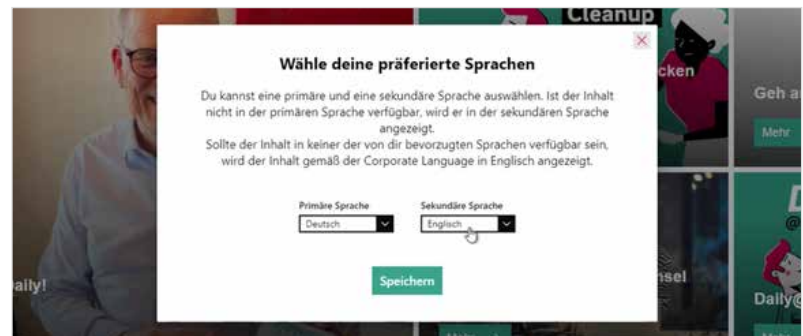 Cleanup
Wähle deine präferierte Sprachen
cken
Du kannst eine primäre und eine sekundäre Sprache auswählen. Ist der Inhalt
nicht in der primären Sprache verfügbar, wird er in der sekundären Sprache
angezeigt.
Sollte der Inhalt in keiner der von dir bevorzugten Sprachen verfügbar sein,
wird der Inhalt gemäß der Corporate Language in Englisch angezeigt.
Geh a
Mehr
Primäre Sprache
Sekundäre Sprache
Deutsch
Englisch
Speichern
aily!
nsel
Daily@